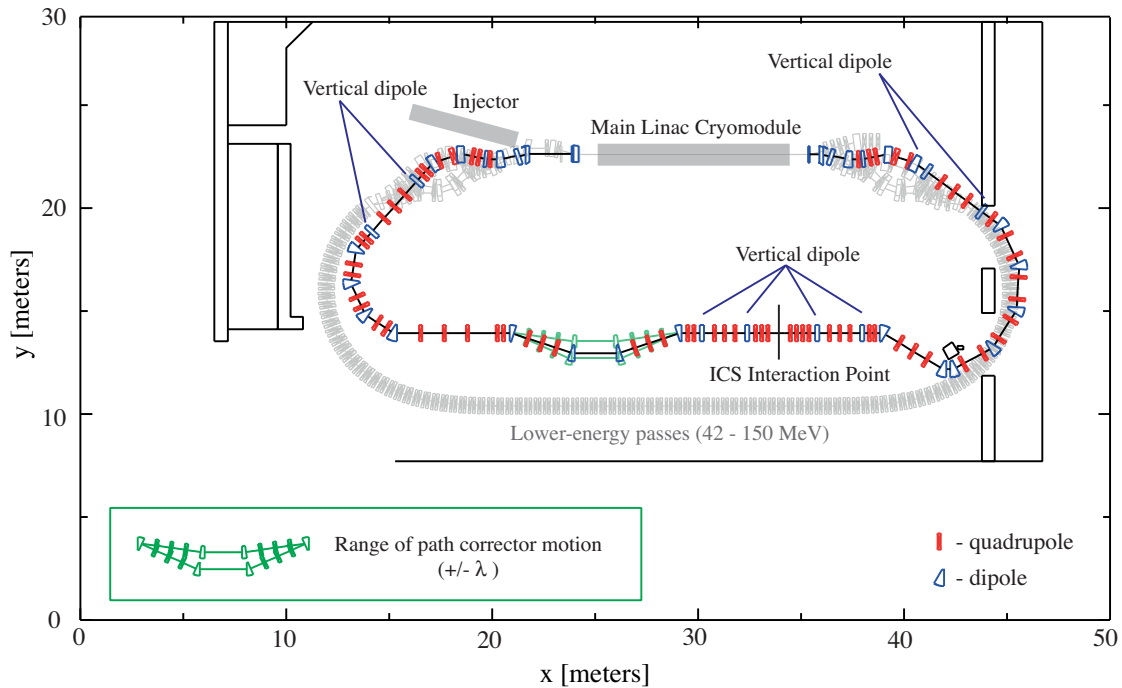 30
Vertical dipole
Vertical dipole
Injector
Main Linac Cryomodule
20
Vertical dipole
y [meters]
ICS Interaction Point
10
Lower-energy passes (42 - 150 MeV)
Range of path corrector motion
(+/- λ )
- quadrupole
- dipole
0
0
10
20
30
40
50
x [meters]